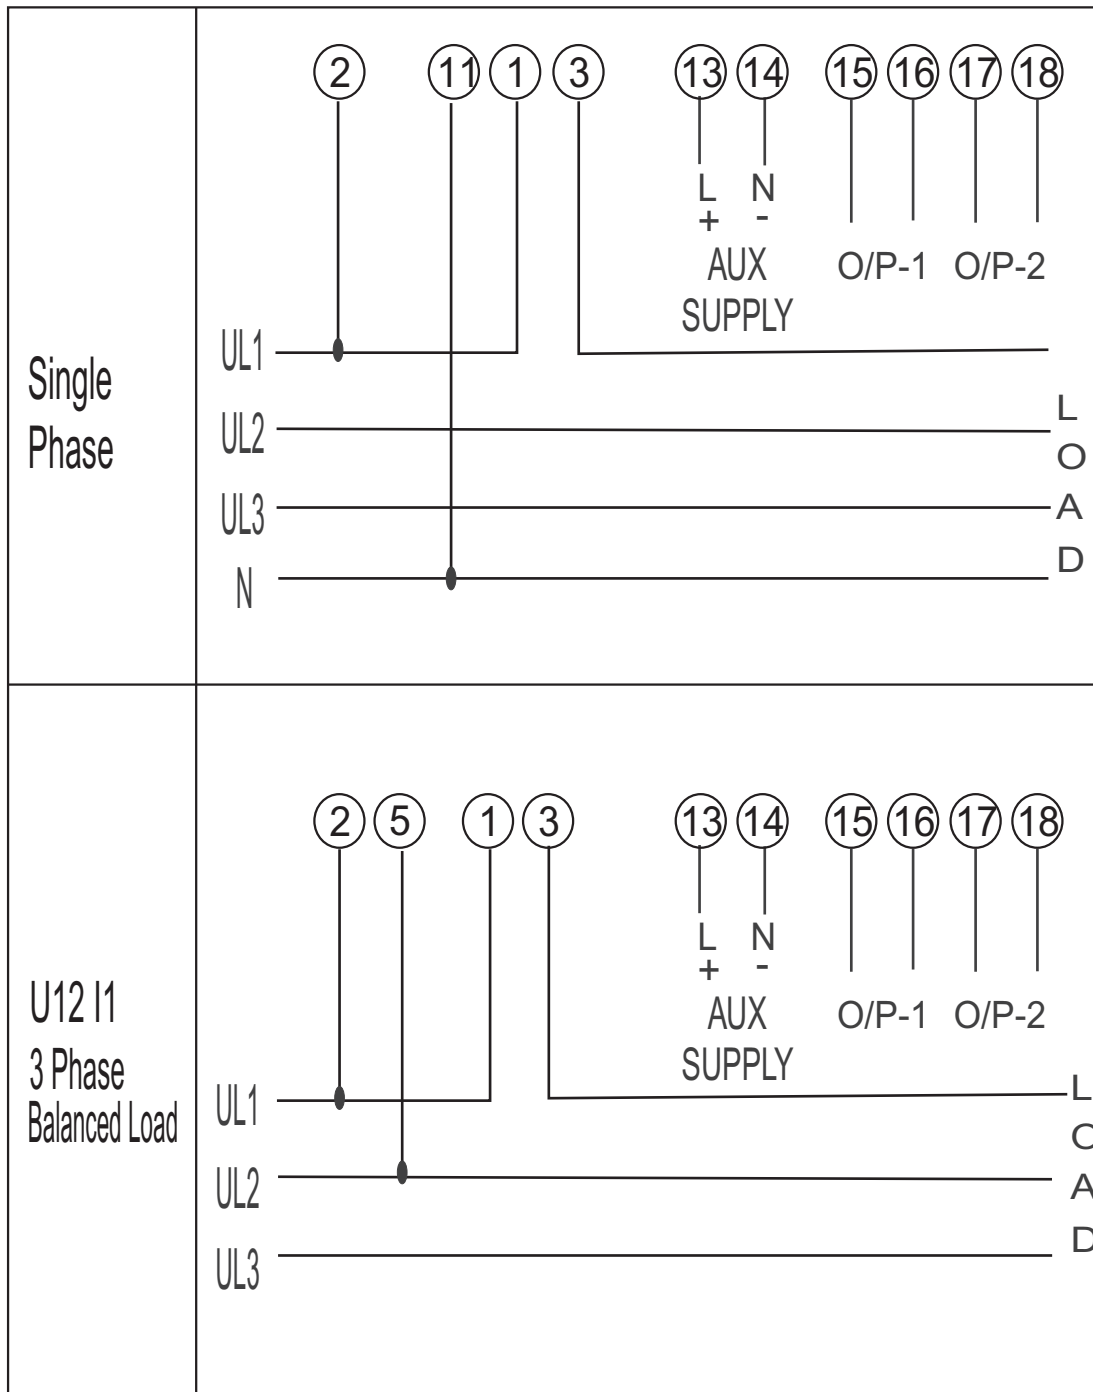 Single
Phase
2 11 1 3 13 14 15 16 17 18
L N
+ -
AUX O/P-1 O/P-2
SUPPLY
UL1
UL2
UL3
N
L
O
A
D
U12 I1
3 Phase
Balanced Load
2 5 1 3 13 14 15 16 17 18
L N
+ -
AUX O/P-1 O/P-2
SUPPLY
UL1
UL2
UL3
L
O
A
D